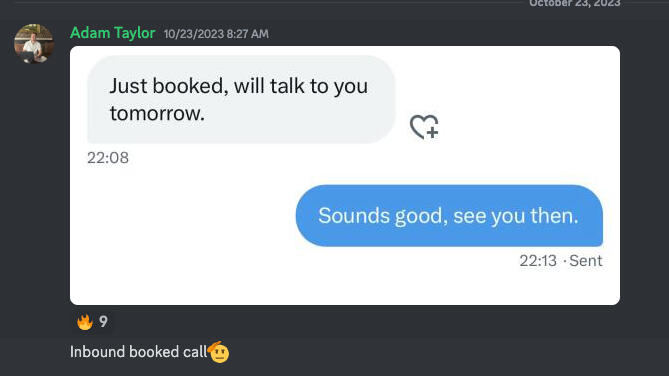 October 23, 2023
Adam Taylor 10/23/2023 8:27 AM
Just booked, will talk to you
tomorrow.
22:08
Sounds good, see you then.
22:13 · Sent
🔥 9
Inbound booked call🫡